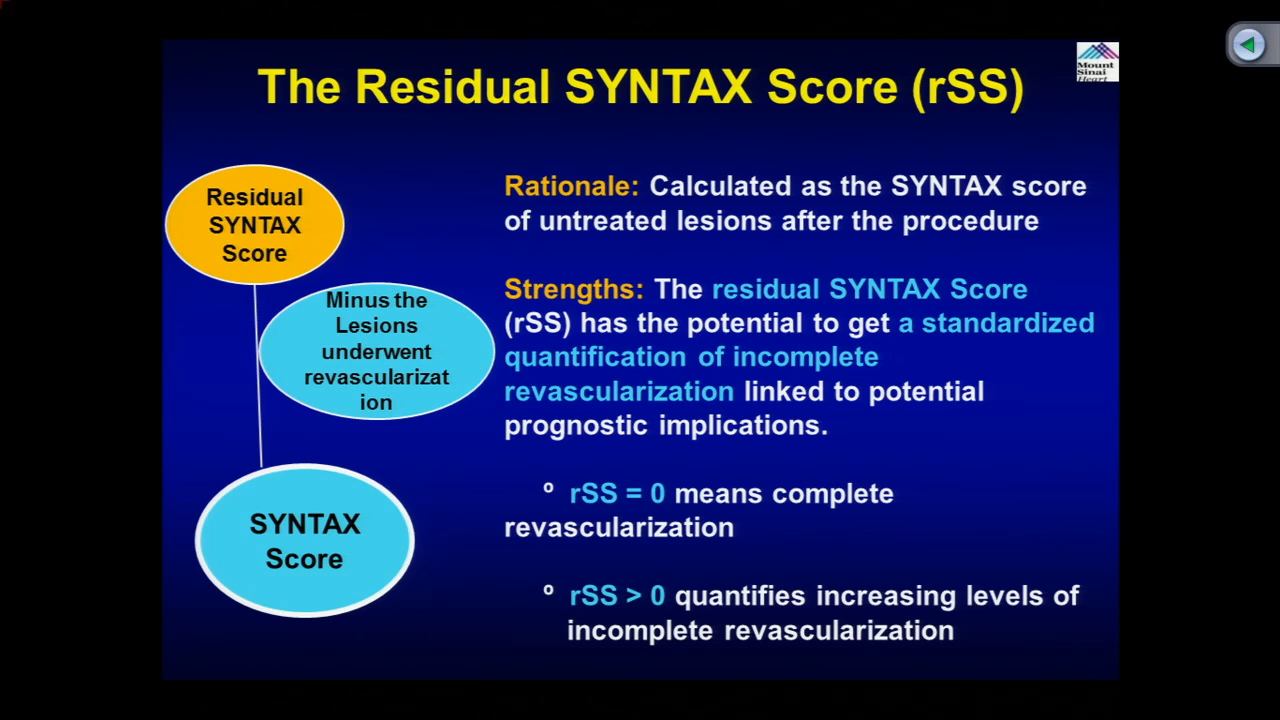 The Residual SYNTAX Score (rSS)
Mount
Sinai
Heart
Residual
SYNTAX
Score
Minus the
Lesions
underwent
revascularizat
ion
SYNTAX
Score
Rationale: Calculated as the SYNTAX score
of untreated lesions after the procedure
Strengths: The residual SYNTAX Score
(rSS) has the potential to get a standardized
quantification of incomplete
revascularization linked to potential
prognostic implications.
º rSS = 0 means complete
revascularization
º rSS > 0 quantifies increasing levels of
incomplete revascularization